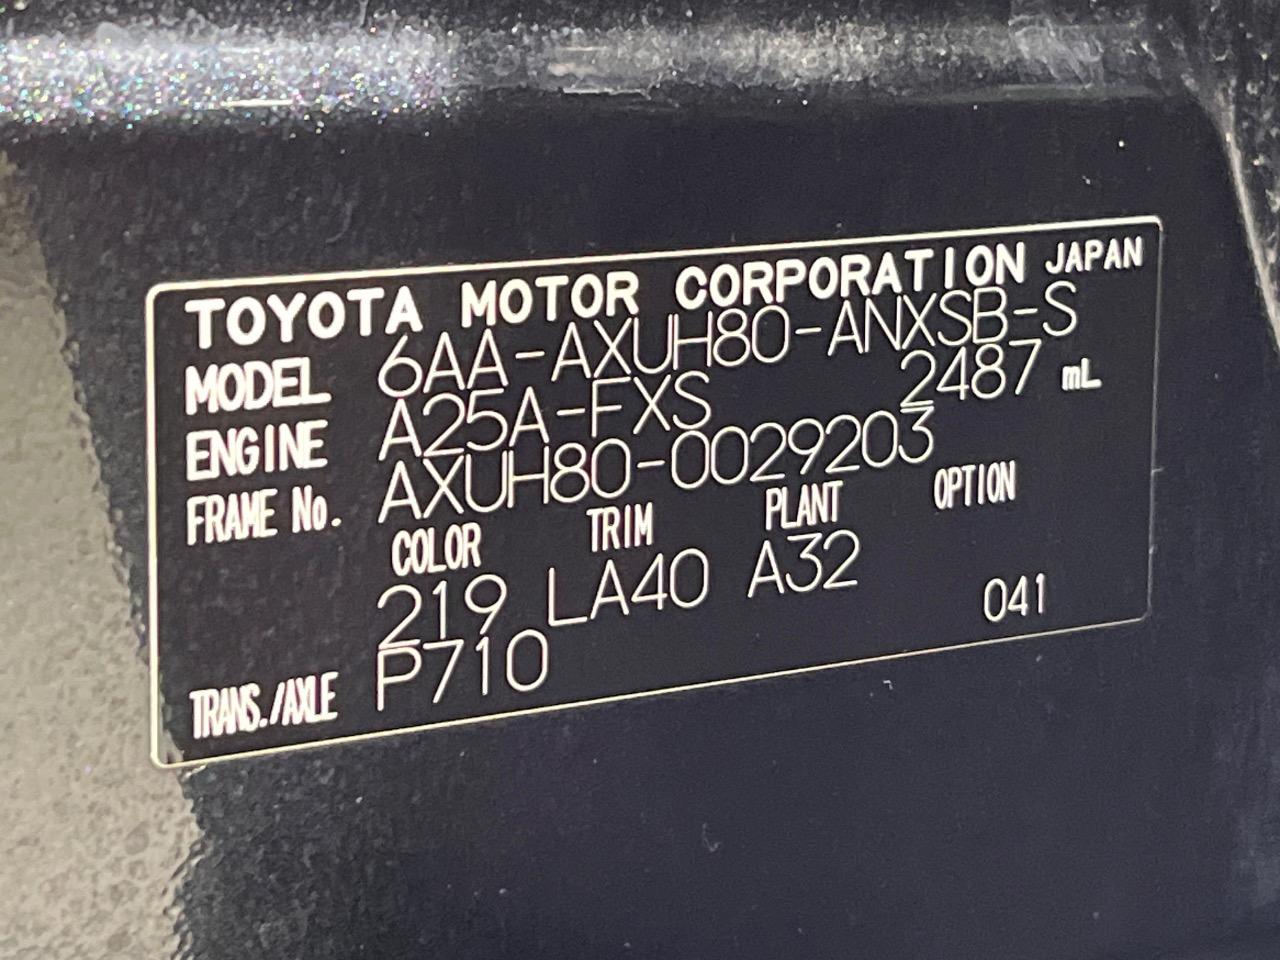 TOYOTA MOTOR CORPORATION JAPAN
MODEL 6AA-AXUH80-ANXSB-S
ENGINE A25A-FXS 2487 mL
FRAME No. AXUH80-0029203
COLOR TRIM PLANT OPTION
219 LA40 A32 041
TRANS./AXLE P710